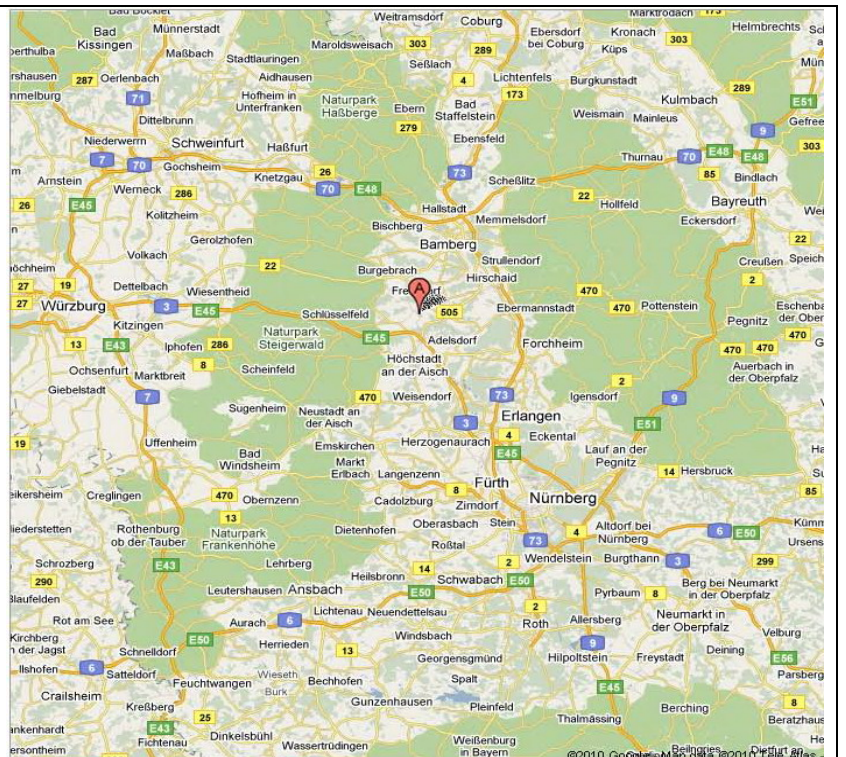 Bad Bocklet
Münnerstadt
Weitramsdorf
Coburg
Marktrodach
173
Bad
Kissingen
Maroldsweisach
303
Ebersdorf
bei Coburg
Kronach
303
Helmbrechts
Maßbach
Stadtlauringen
289
Küps
Seßlach
287
Oerlenbach
Aidhausen
4
Lichtenfels
Burgkunstadt
289
71
Hofheim in
Unterfranken
Naturpark
Haßberge
Ebern
Bad
Staffelstein
173
Kulmbach
E51
Dittelbrunn
279
Weismain
Mainleus
Niederwerrn
Schweinfurt
Haßfurt
Ebensfeld
9
303
7
70
Gochsheim
26
73
Thurnau
70
E48
E48
Arnstein
Werneck
Knetzgau
70
E48
Scheßlitz
85
Bindlach
26
E45
286
Hallstadt
22
Hollfeld
Bayreuth
Kolitzheim
Bischberg
Memmelsdorf
Eckersdorf
Gerolzhofen
Bamberg
22
Volkach
22
Burgebrach
Strullendorf
Creußen
Speich
27
19
Dettelbach
Wiesentheid
A
Hirschaid
470
2
27
Würzburg
3
E45
Schlüsselfeld
505
Ebermannstadt
470
Pottenstein
Kitzingen
E45
Adelsdorf
Forchheim
Pegnitz
470
13
E43
Iphofen
286
Naturpark
Steigerwald
Höchstadt
an der Aisch
470
470
Ochsenfurt
Marktbreit
8
Scheinfeld
2
Auerbach in
der Oberpfalz
Giebelstadt
7
470
Weisendorf
73
Igensdorf
9
Sugenheim
Neustadt an
der Aisch
3
Erlangen
E51
19
Uffenheim
Emskirchen
Herzogenaurach
4
Eckental
Bad
Windsheim
Markt
Erlbach
Langenzenn
E45
Lauf an der
Pegnitz
14
Hersbruck
Creglingen
470
Obernzenn
8
Fürth
Nürnberg
85
13
Cadolzburg
Zirndorf
Rothenburg
ob der Tauber
Naturpark
Frankenhöhe
Dietenhofen
Oberasbach
Stein
4
Altdorf bei
Nürnberg
6
E50
Roßtal
73
Schrozberg
E43
Lehrberg
2
Wendelstein
Burgthann
3
299
290
Heilsbronn
14
Schwabach
E50
Leutershausen
Ansbach
E50
Pyrbaum
8
Berg bei Neumarkt
in der Oberpfalz
Rot am See
Aurach
6
Lichtenau
Neuendettelsau
2
Roth
Allersberg
Neumarkt in
der Oberpfalz
E50
Herrieden
13
Windsbach
9
Velburg
Schnelldorf
Georgensgmünd
Hilpoltstein
Freystadt
Deining
E56
Ilshofen
6
Satteldorf
Feuchtwangen
Wieseth
Burk
Bechhofen
Spalt
E45
Parsberg
Crailsheim
Kreßberg
Gunzenhausen
Pleinfeld
Berching
8
25
Thalmässing
E43
Fichtenau
Dinkelsbühl
Wassertrüdingen
Weißenburg
in Bayern
Beilngries
©2010 Google - Map data ©2010 Tele Atlas -